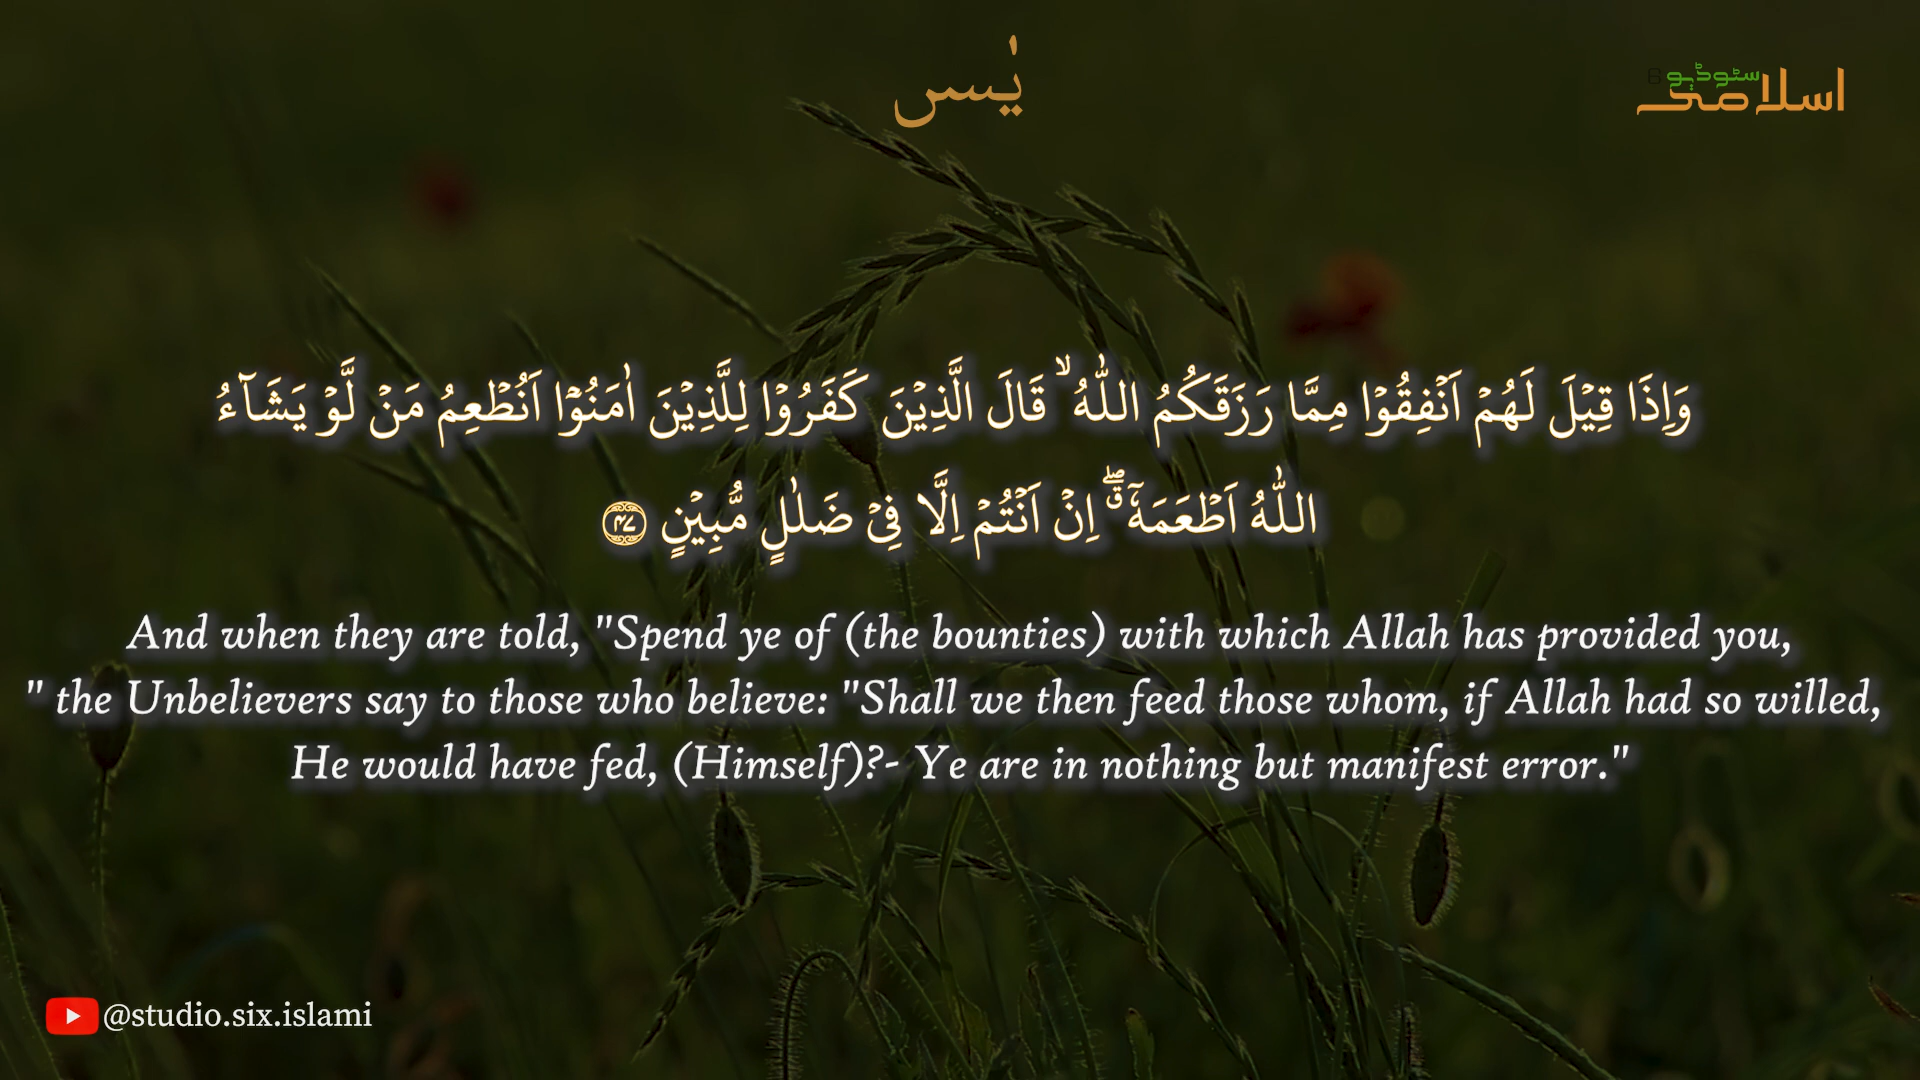 يٰسٓ
6 سٹوڈیو
اسلامی
وَاِذَا قِيۡلَ لَهُمۡ اَنۡفِقُوۡا مِمَّا رَزَقَكُمُ اللّٰهُ ۙ قَالَ الَّذِيۡنَ كَفَرُوۡا لِلَّذِيۡنَ اٰمَنُوۡۤا اَنُطۡعِمُ مَنۡ لَّوۡ يَشَآءُ
اللّٰهُ اَطۡعَمَهٗۤ ۖ ق اِنۡ اَنۡتُمۡ اِلَّا فِىۡ ضَلٰلٍ مُّبِيۡنٍ ۴۷
And when they are told, "Spend ye of (the bounties) with which Allah has provided you,
" the Unbelievers say to those who believe: "Shall we then feed those whom, if Allah had so willed,
He would have fed, (Himself)?- Ye are in nothing but manifest error."
@studio.six.islami